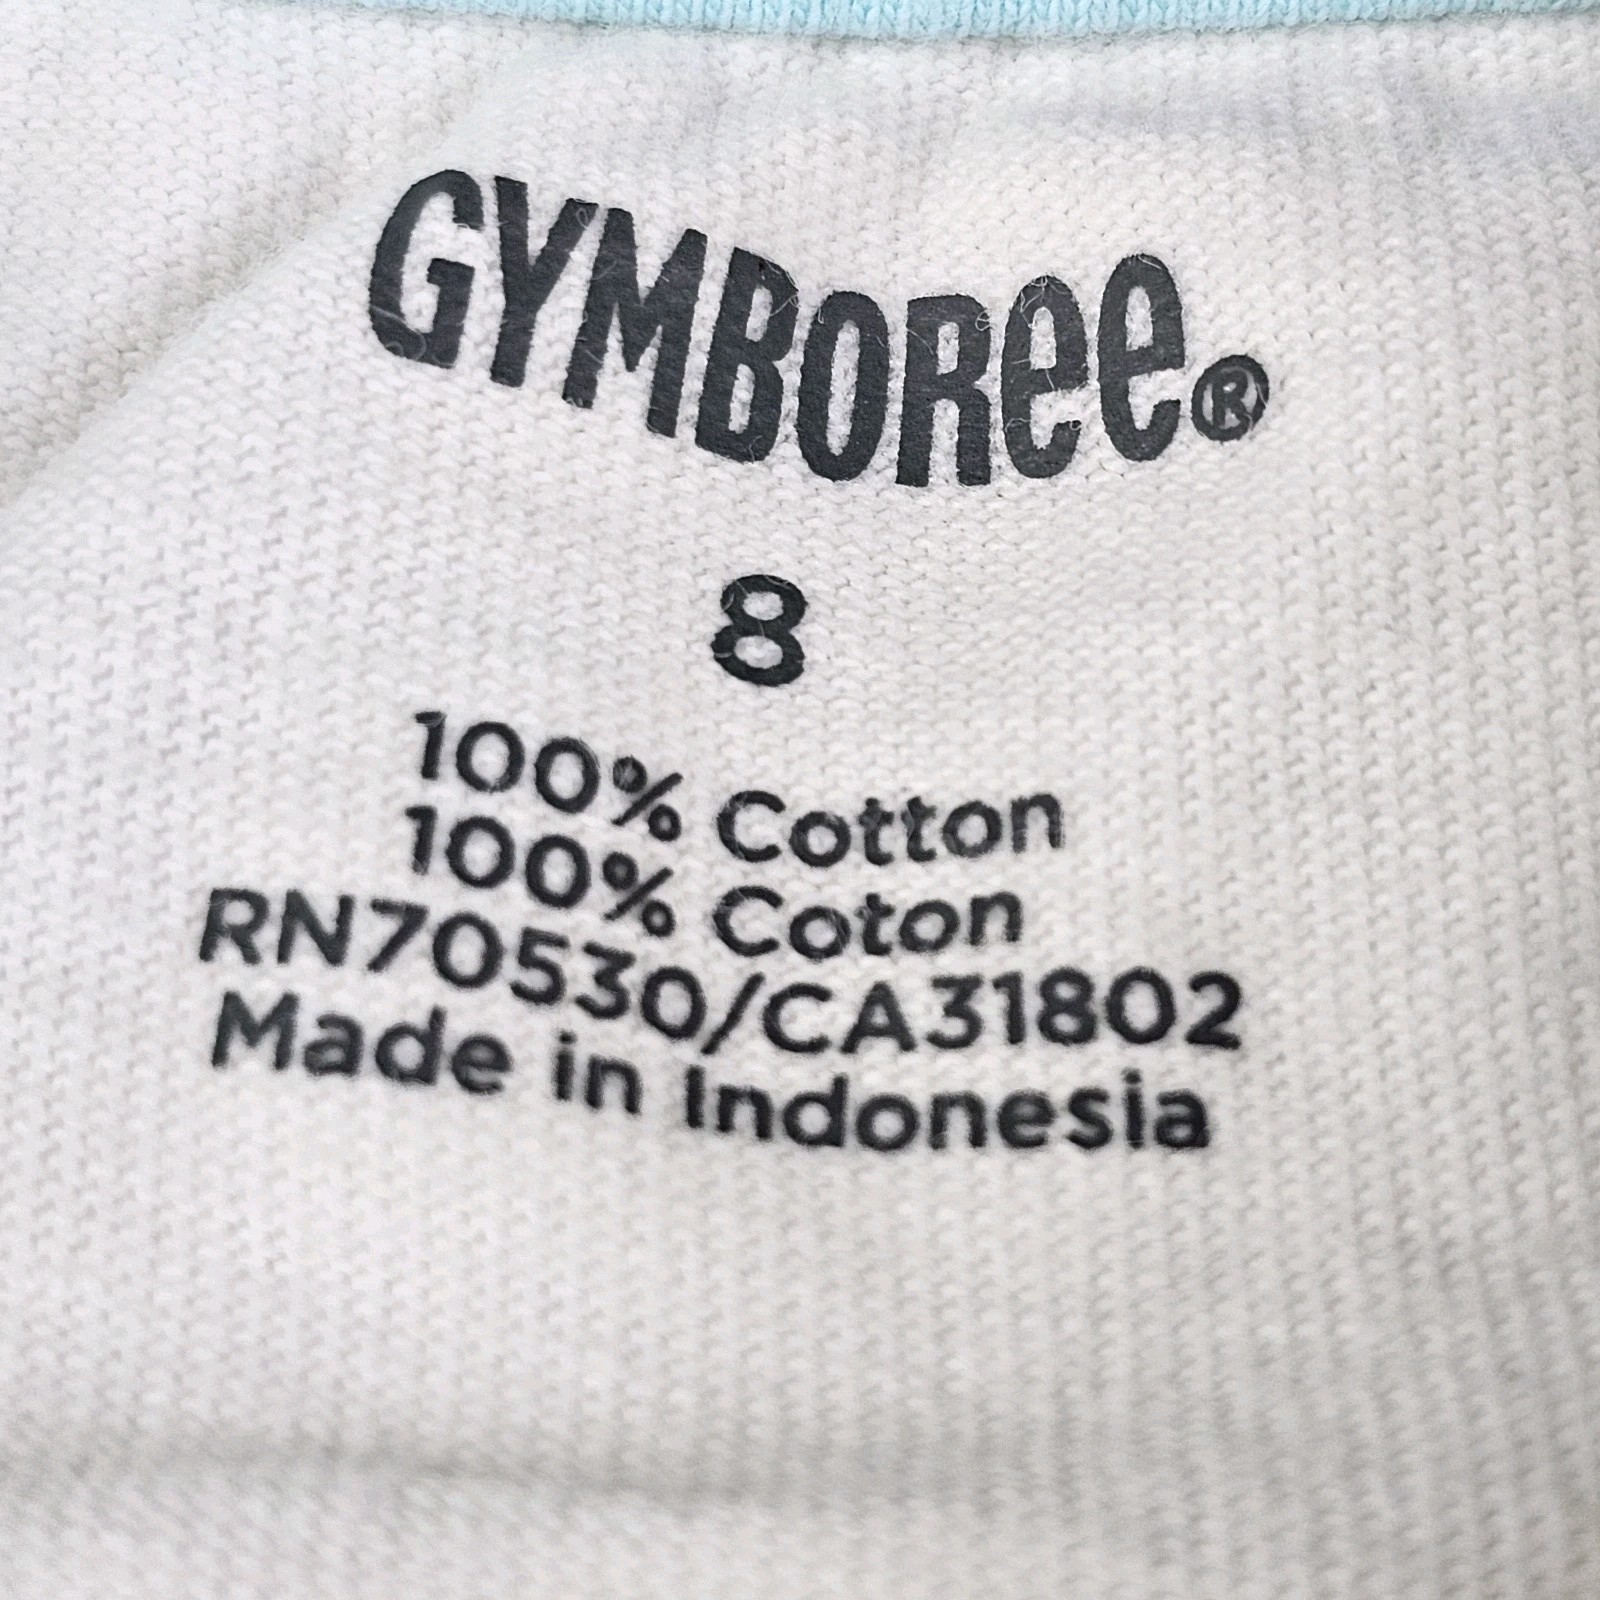 GYMBOREE®
8
100% Cotton
100% Coton
RN70530/CA31802
Made in Indonesia